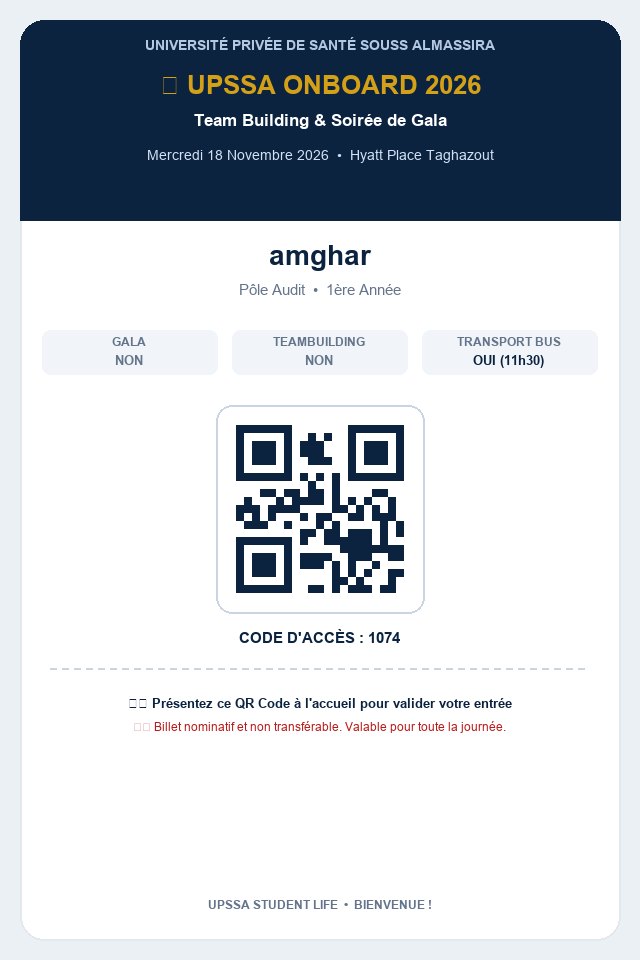 UNIVERSITÉ PRIVÉE DE SANTÉ SOUSS ALMASSIRA
UPSSA ONBOARD 2026
Team Building & Soirée de Gala
Mercredi 18 Novembre 2026 • Hyatt Place Taghazout
amghar
Pôle Audit • 1ère Année
GALA
NON
TEAMBUILDING
NON
TRANSPORT BUS
OUI (11h30)
CODE D'ACCÈS : 1074
Présentez ce QR Code à l'accueil pour valider votre entrée
Billet nominatif et non transférable. Valable pour toute la journée.
UPSSA STUDENT LIFE • BIENVENUE !